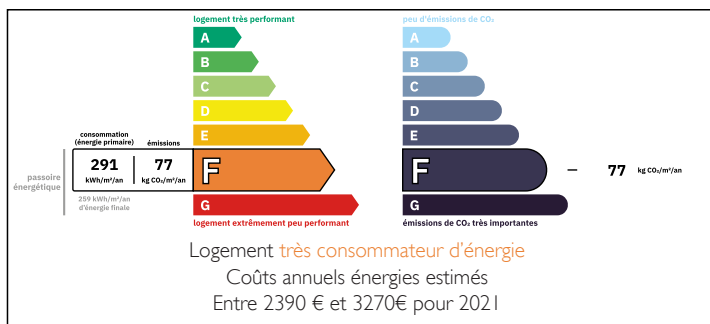 logement très performant
A
B
C
D
E
consommation
(énergie primaire)
émissions
291
kWh/m²/an
77
kg CO₂/m²/an
F
passoire
énergétique
259 kWh/m²/an
d'énergie finale
G
logement extrêmement peu performant
peu d'émissions de CO₂
A
B
C
D
E
F
77 kg CO₂/m²/an
G
émissions de CO₂ très importantes
Logement très consommateur d'énergie
Coûts annuels énergies estimés
Entre 2390 € et 3270€ pour 2021